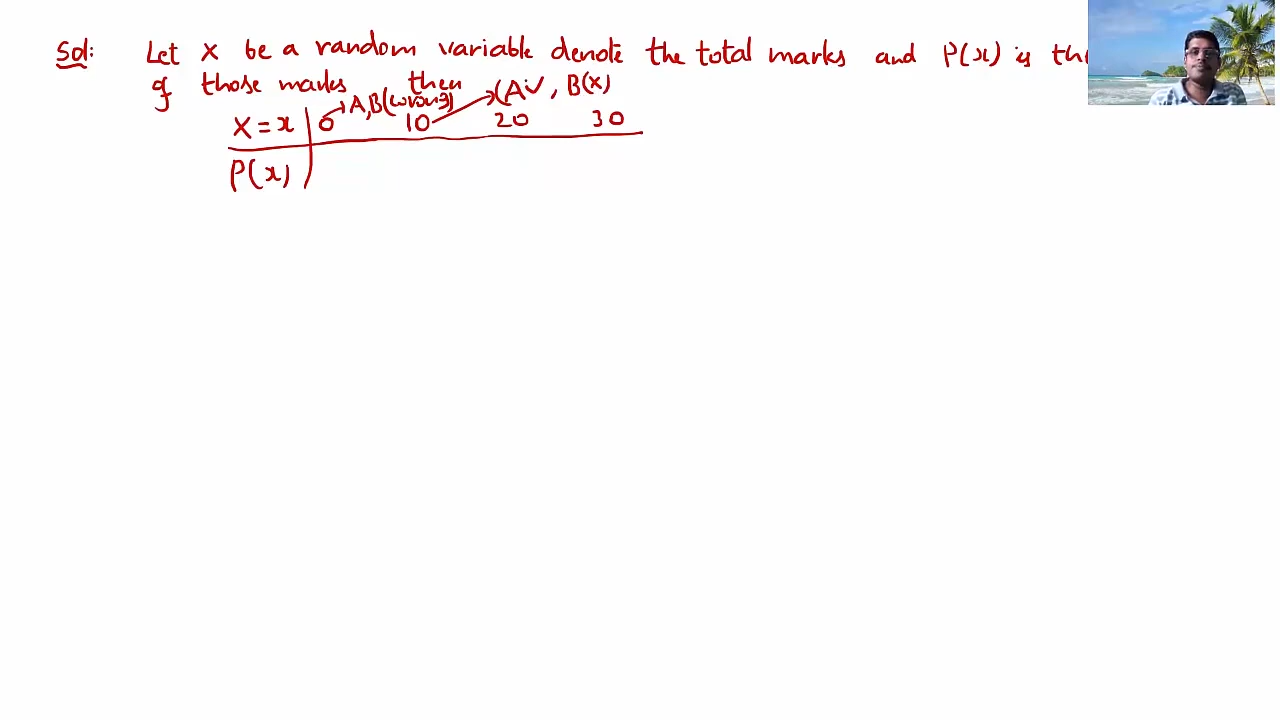 Sol: Let X be a random variable denote the total marks and P(x) is the
of those marks then
A,B(wrong) (A✓, B(x)
X=x 0 10 20 30
P(x)